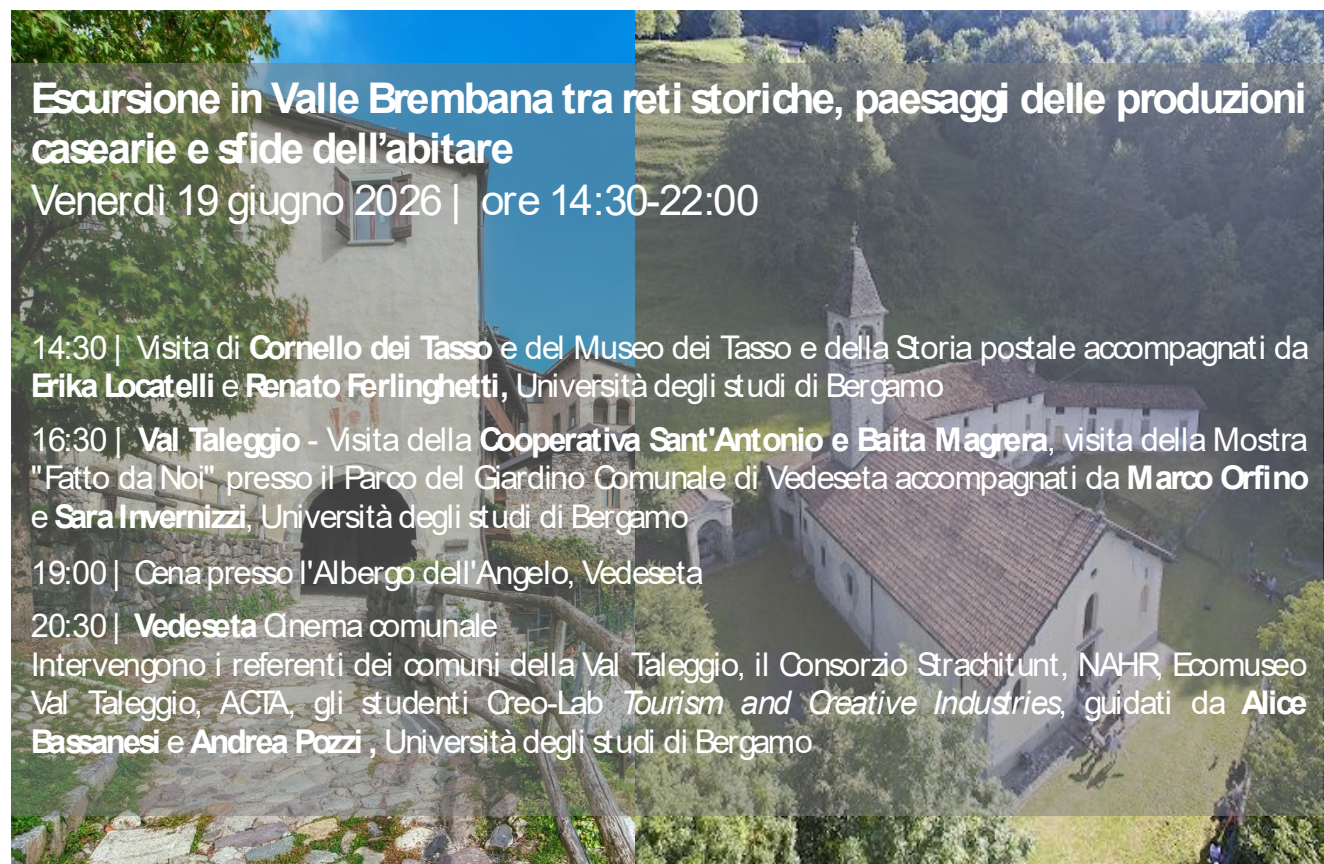 Escursione in Valle Brembana tra reti storiche, paesaggi delle produzioni
casearie e sfide dell'abitare
Venerdì 19 giugno 2026 | ore 14:30-22:00
14:30 | Visita di Cornello dei Tasso e del Museo dei Tasso e della Storia postale accompagnati da
Erika Locatelli e Renato Ferlinghetti, Università degli studi di Bergamo
16:30 | Val Taleggio - Visita della Cooperativa Sant'Antonio e Baita Magrera, visita della Mostra
"Fatto da Noi" presso il Parco del Giardino Comunale di Vedeseta accompagnati da Marco Orfino
e Sara Invernizzi, Università degli studi di Bergamo
19:00 | Cena presso l'Albergo dell'Angelo, Vedeseta
20:30 | Vedeseta Cinema comunale
Intervengono i referenti dei comuni della Val Taleggio, il Consorzio Strachitunt, NAHR, Ecomuseo
Val Taleggio, ACTA, gli studenti Creo-Lab Tourism and Creative Industries, guidati da Alice
Bassanesi e Andrea Pozzi , Università degli studi di Bergamo